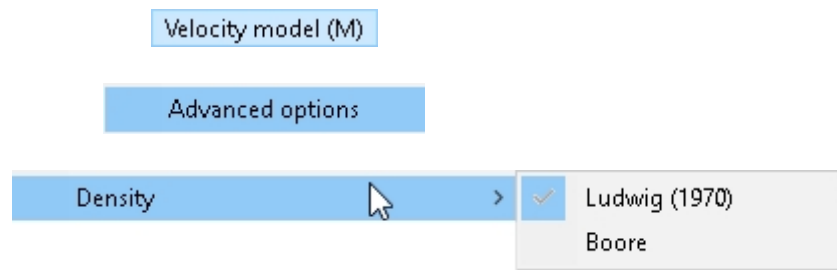 Velocity model (M)
Advanced options
Density
Ludwig (1970)
Boore